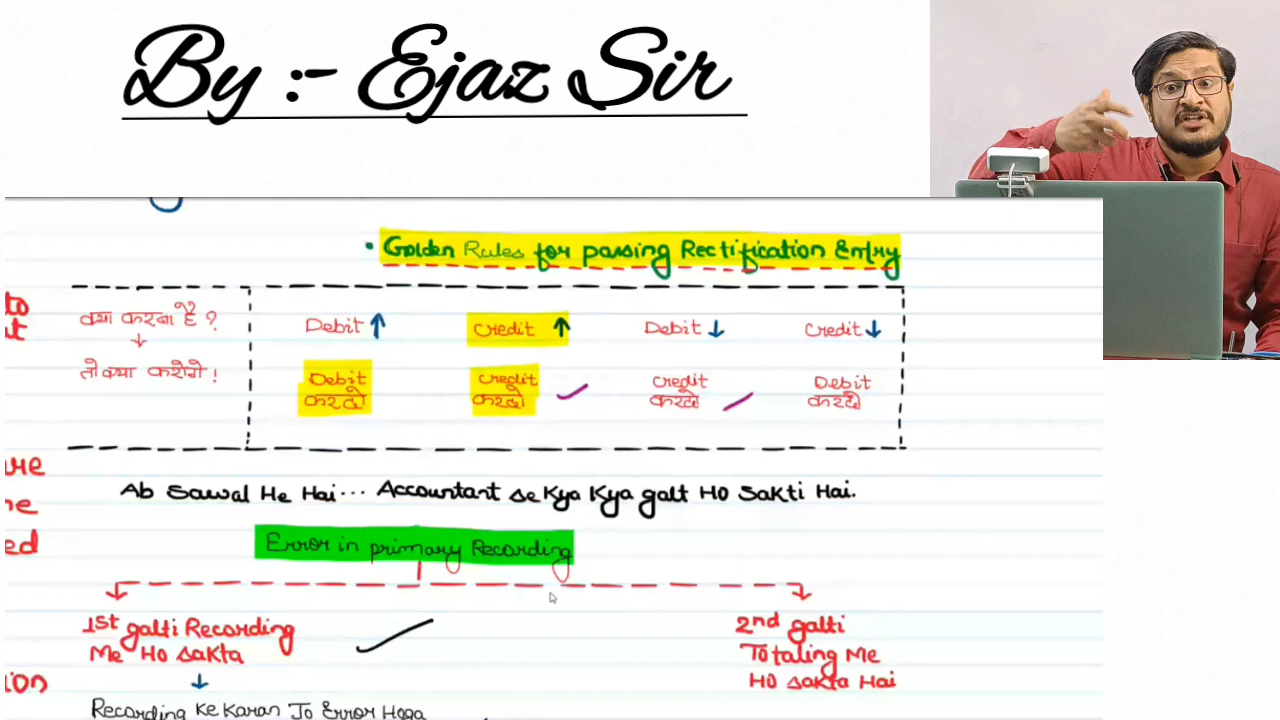 By :- Ejaz Sir
• Golden Rules for passing Rectification Entry
to
क्या करना है? Debit ↑ Credit ↑ Debit ↓ Credit ↓
↓
तो क्या करोगे! Debit करदो Credit करदो Credit करदो Debit करदो
Ab Sawal He Hai... Accountant se Kya Kya galt Ho Sakti Hai.
Error in primary Recording
1st galti Recording
Me Ho sakta
2nd galti
Totaling Me
Ho sakta Hai
↓
Recording Ke Karan To Error Hoga